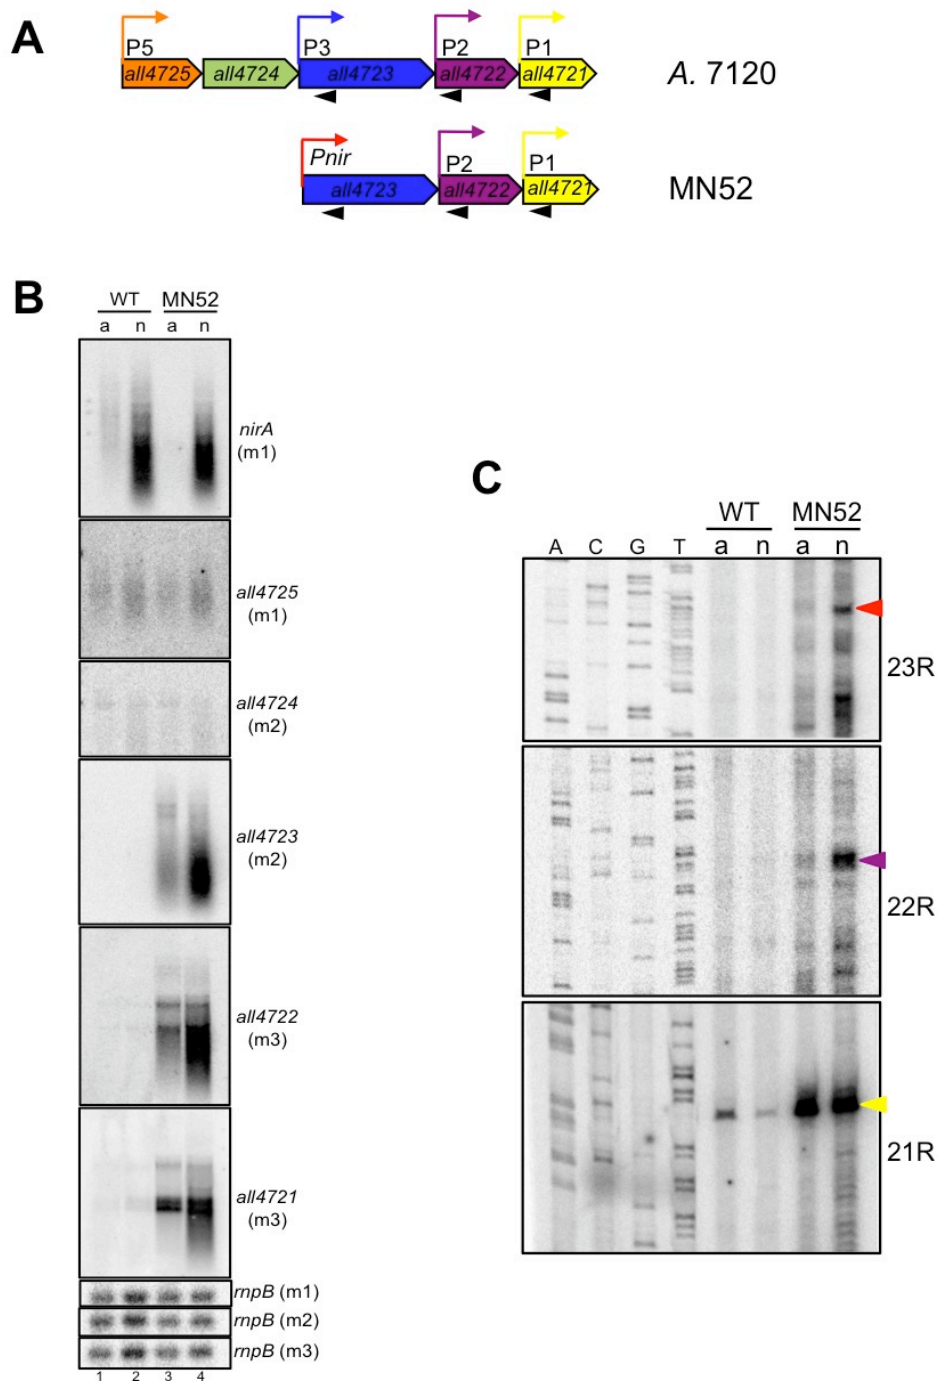 A
P5
P3
P2
P1
all4725
all4724
all4723
all4722
all4721
A. 7120
Pnir
P2
P1
all4723
all4722
all4721
MN52
B
WT MN52
a n a n
nirA
(m1)
all4725
(m1)
all4724
(m2)
all4723
(m2)
all4722
(m3)
all4721
(m3)
rnpB (m1)
rnpB (m2)
rnpB (m3)
1 2 3 4
C
WT MN52
A C G T a n a n
23R
22R
21R